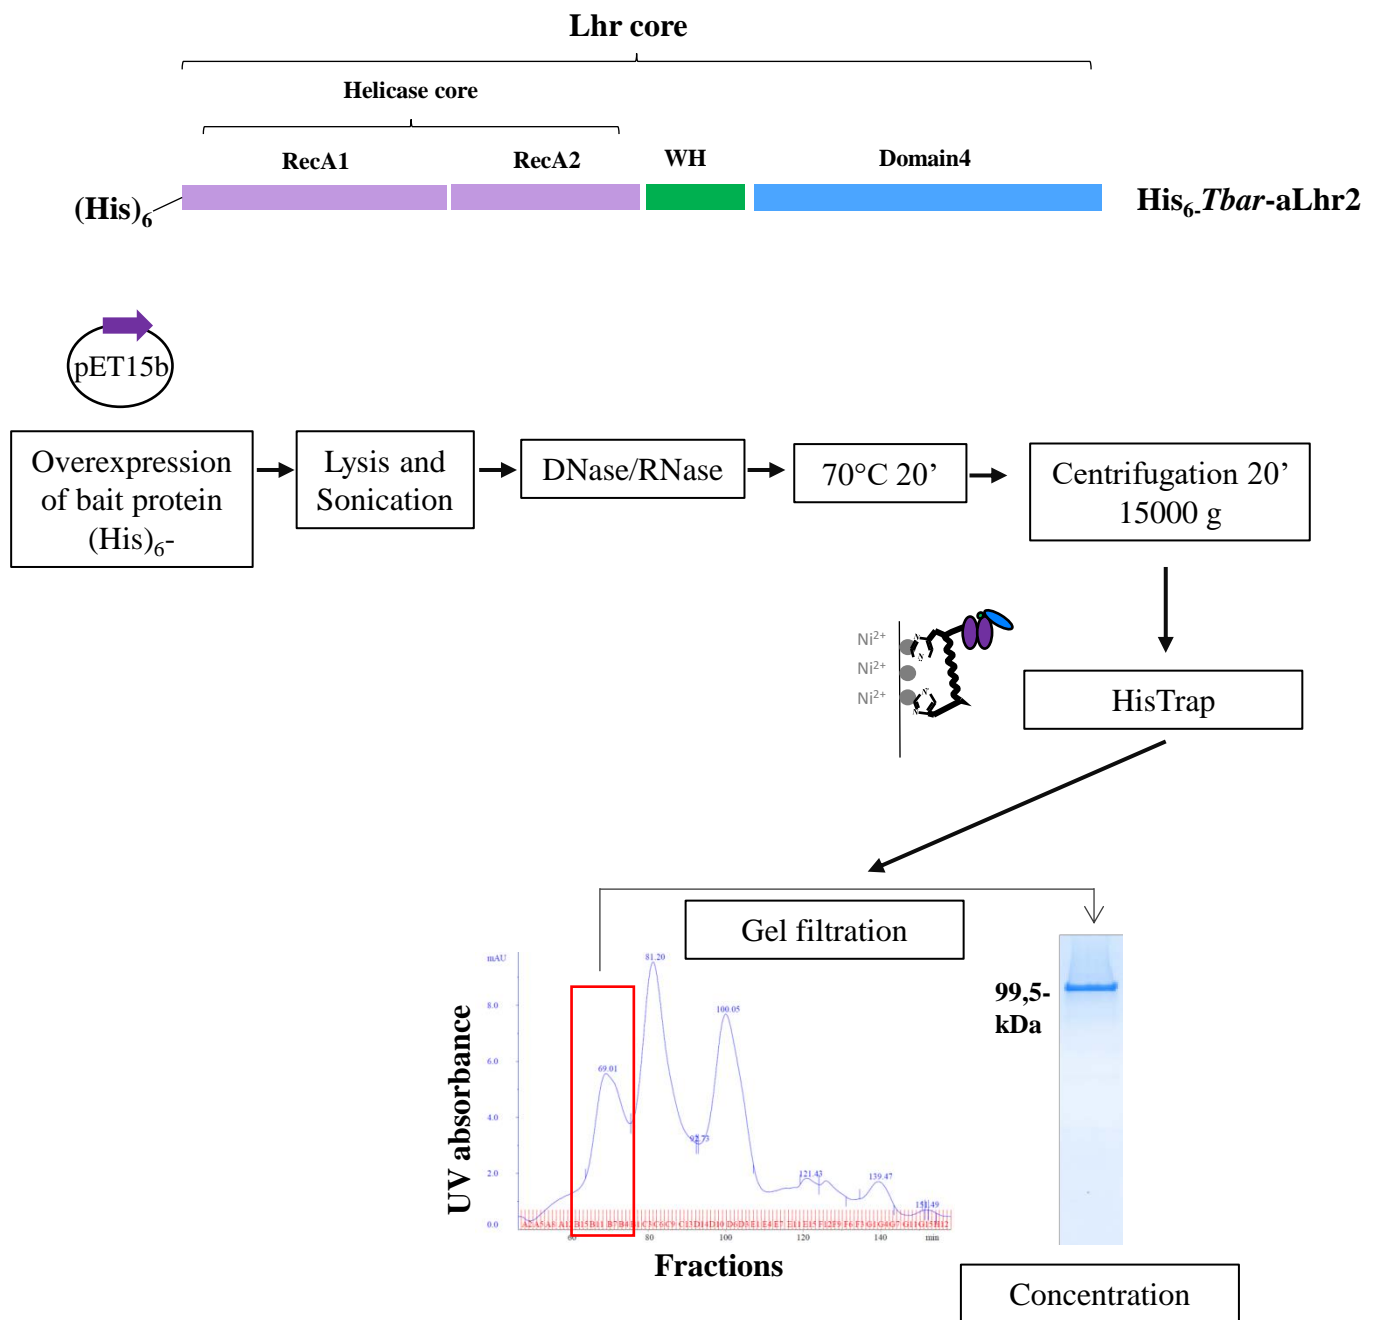 Lhr core
Helicase core
RecA1 RecA2 WH Domain4
(His)6 His6-Tbar-aLhr2
pET15b
Overexpression
of bait protein
(His)6-
Lysis and
Sonication
DNase/RNase
70°C 20’
Centrifugation 20’
15000 g
Ni2+
Ni2+
Ni2+
N
N
N
N
HisTrap
Gel filtration
mAU
8.0
6.0
4.0
2.0
0.0
UV absorbance
69.01
81.20
92.73
100.05
121.43
139.47
151.49
60 80 100 120 140 min
Fractions
99,5-
kDa
Concentration